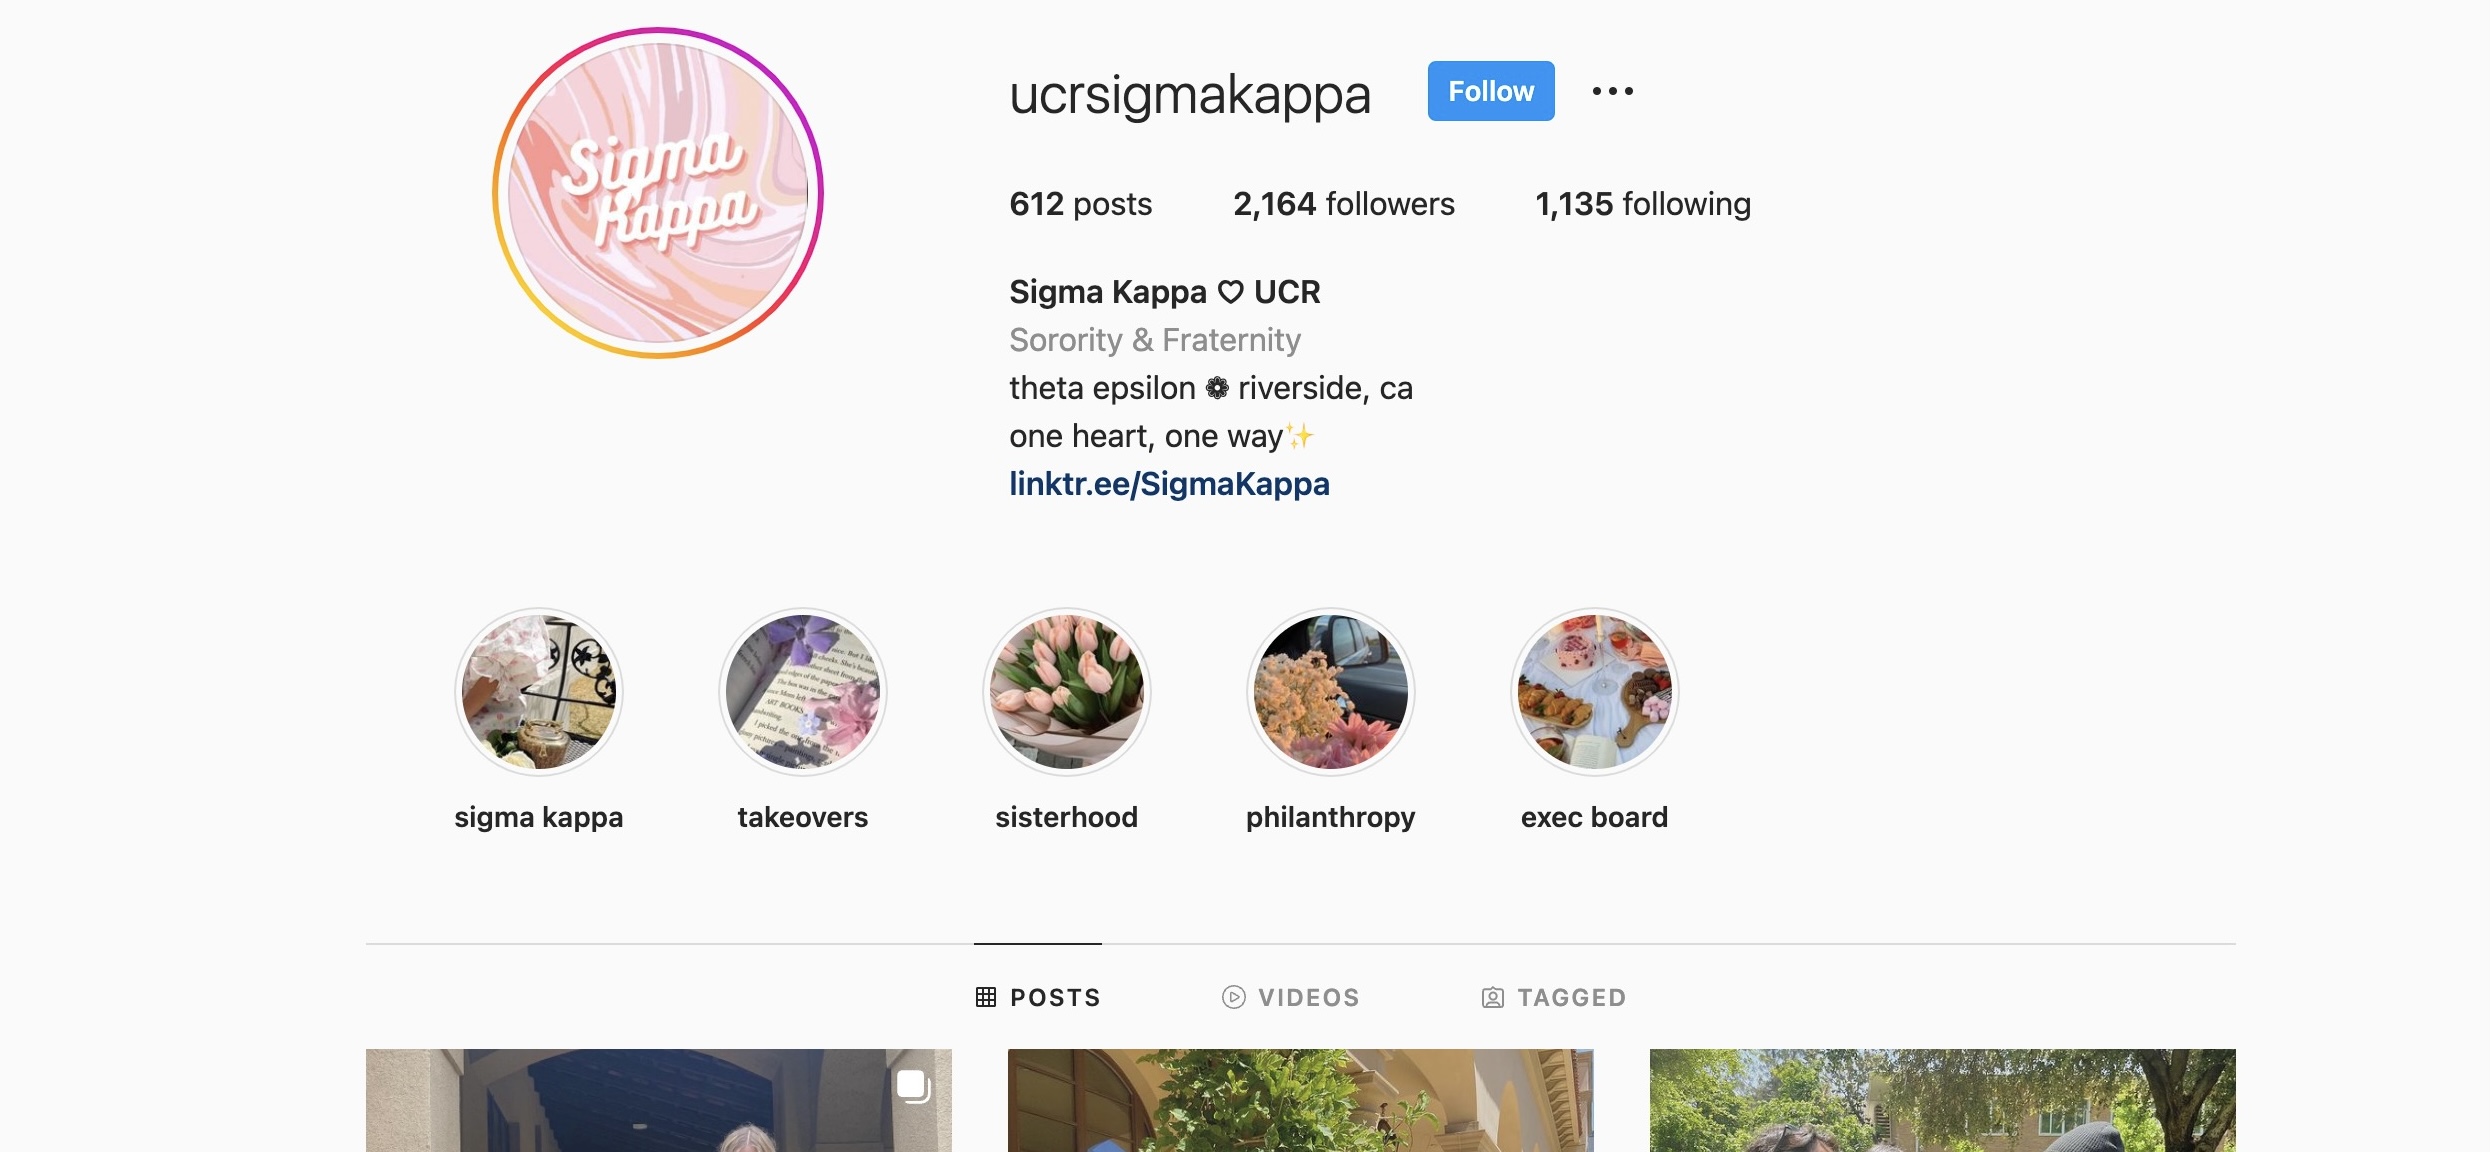 Sigma
Kappa
ucrsigmakappa
Follow
612 posts 2,164 followers 1,135 following
Sigma Kappa ♡ UCR
Sorority & Fraternity
theta epsilon ❁ riverside, ca
one heart, one way✨
linktr.ee/SigmaKappa
sigma kappa
takeovers
sisterhood
philanthropy
exec board
POSTS
VIDEOS
TAGGED